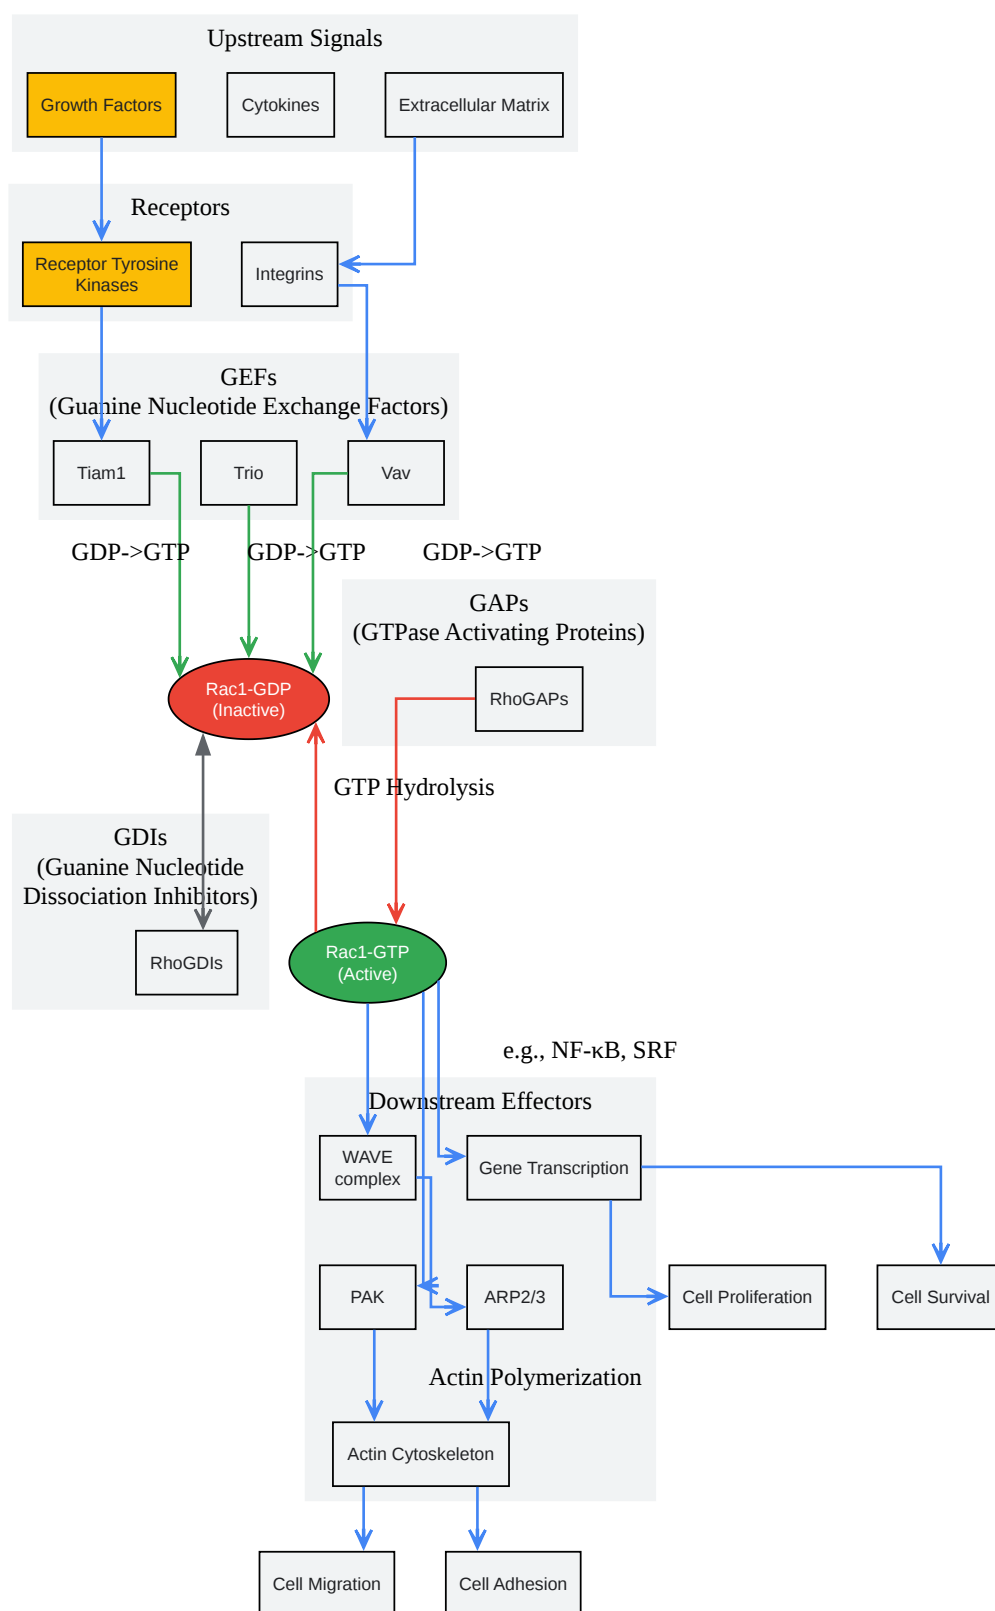 Upstream Signals
Growth Factors
Cytokines
Extracellular Matrix
Receptors
Receptor Tyrosine
Kinases
Integrins
GEFs
(Guanine Nucleotide Exchange Factors)
Tiam1
Trio
Vav
GDP->GTP
GDP->GTP
GDP->GTP
GAPs
(GTPase Activating Proteins)
RhoGAPs
Rac1-GDP
(Inactive)
GTP Hydrolysis
GDIs
(Guanine Nucleotide
Dissociation Inhibitors)
RhoGDIs
Rac1-GTP
(Active)
e.g., NF-κB, SRF
Downstream Effectors
WAVE
complex
Gene Transcription
PAK
ARP2/3
Cell Proliferation
Cell Survival
Actin Polymerization
Actin Cytoskeleton
Cell Migration
Cell Adhesion